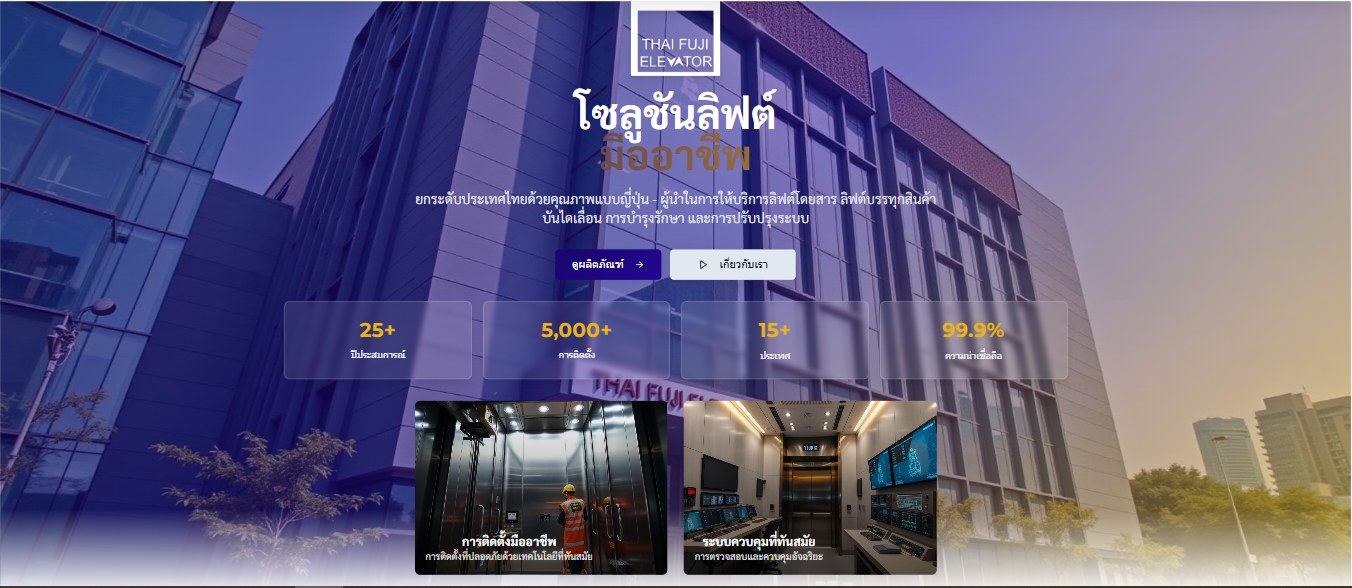 THAI FUJI
ELEVATOR
โซลูชันลิฟต์
มืออาชีพ
ยกระดับประเทศไทยด้วยคุณภาพแบบญี่ปุ่น - ผู้นำในการให้บริการลิฟต์โดยสาร ลิฟต์บรรทุกสินค้า
บันไดเลื่อน การบำรุงรักษา และการปรับปรุงระบบ
ดูผลิตภัณฑ์ →
เกี่ยวกับเรา
25+
ปีประสบการณ์
5,000+
การติดตั้ง
15+
ประเทศ
99.9%
ความน่าเชื่อถือ
THAI FUJI
การติดตั้งมืออาชีพ
การติดตั้งที่ปลอดภัยด้วยเทคโนโลยีที่ทันสมัย
ระบบควบคุมที่ทันสมัย
การตรวจสอบและควบคุมอัจฉริยะ